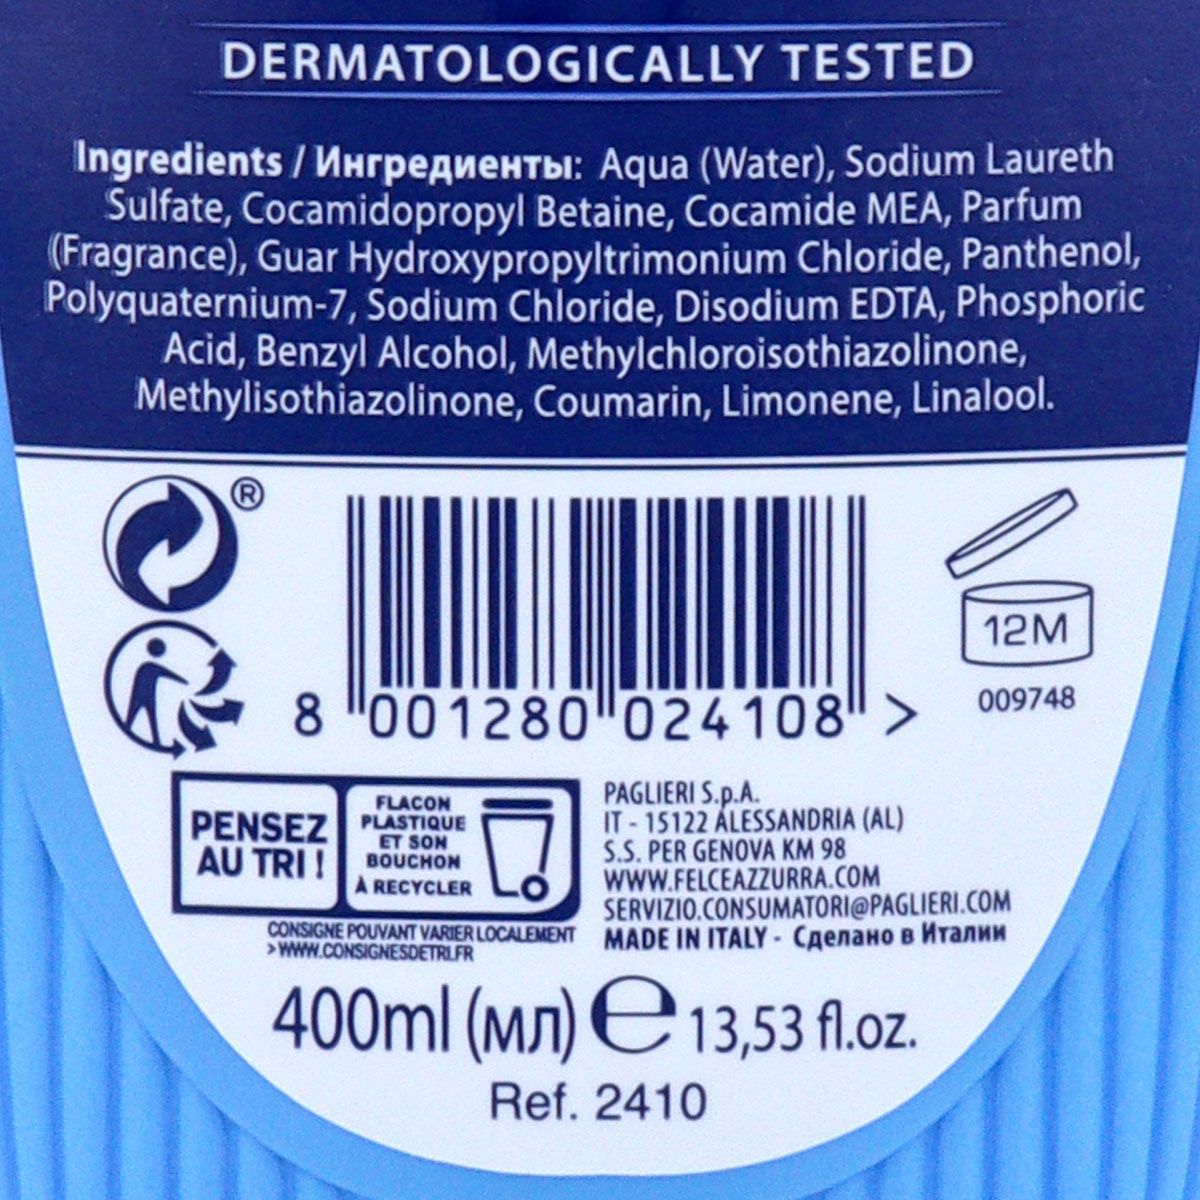 DERMATOLOGICALLY TESTED
Ingredients / Ингредиенты: Aqua (Water), Sodium Laureth
Sulfate, Cocamidopropyl Betaine, Cocamide MEA, Parfum
(Fragrance), Guar Hydroxypropyltrimonium Chloride, Panthenol,
Polyquaternium-7, Sodium Chloride, Disodium EDTA, Phosphoric
Acid, Benzyl Alcohol, Methylchloroisothiazolinone,
Methylisothiazolinone, Coumarin, Limonene, Linalool.
®
12M
009748
8 001280 024108 >
PENSEZ
AU TRI !
FLACON
PLASTIQUE
ET SON
BOUCHON
À RECYCLER
CONSIGNE POUVANT VARIER LOCALEMENT
> WWW.CONSIGNESDETRI.FR
PAGLIERI S.p.A.
IT - 15122 ALESSANDRIA (AL)
S.S. PER GENOVA KM 98
WWW.FELCEAZZURRA.COM
SERVIZIO.CONSUMATORI@PAGLIERI.COM
MADE IN ITALY - Сделано в Италии
400ml (мл) ℮ 13,53 fl.oz.
Ref. 2410